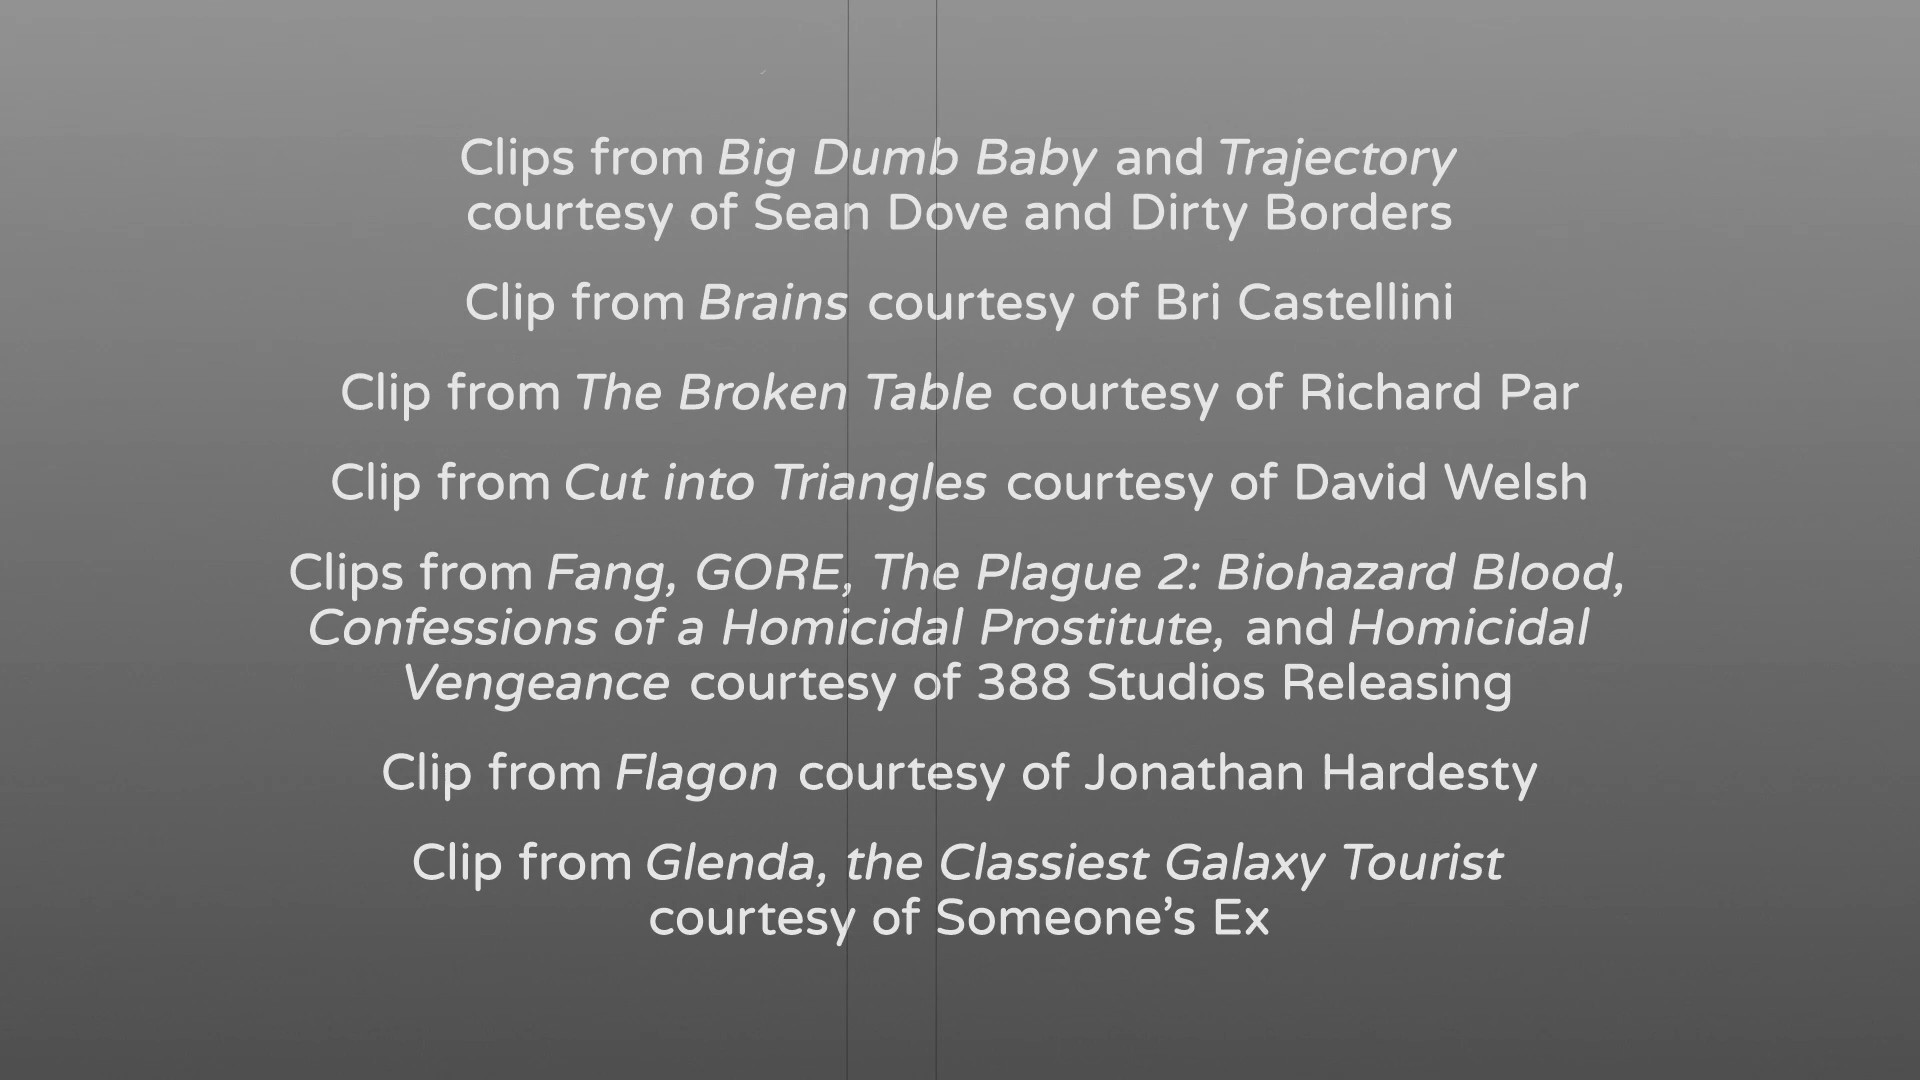 Clips from Big Dumb Baby and Trajectory
courtesy of Sean Dove and Dirty Borders
Clip from Brains courtesy of Bri Castellini
Clip from The Broken Table courtesy of Richard Par
Clip from Cut into Triangles courtesy of David Welsh
Clips from Fang, GORE, The Plague 2: Biohazard Blood,
Confessions of a Homicidal Prostitute, and Homicidal
Vengeance courtesy of 388 Studios Releasing
Clip from Flagon courtesy of Jonathan Hardesty
Clip from Glenda, the Classiest Galaxy Tourist
courtesy of Someone’s Ex